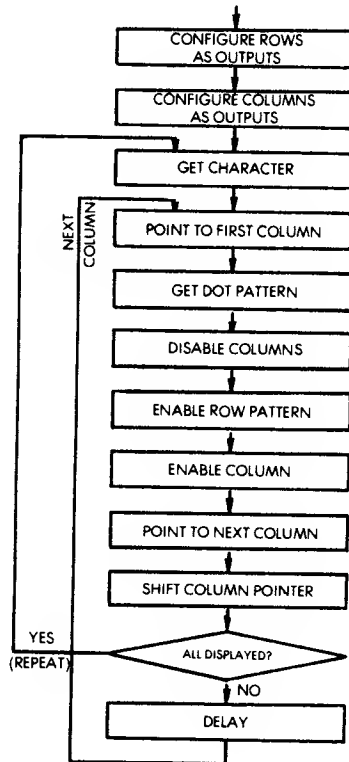 CONFIGURE ROWS
AS OUTPUTS
CONFIGURE COLUMNS
AS OUTPUTS
GET CHARACTER
NEXT
COLUMN
POINT TO FIRST COLUMN
GET DOT PATTERN
DISABLE COLUMNS
ENABLE ROW PATTERN
ENABLE COLUMN
POINT TO NEXT COLUMN
SHIFT COLUMN POINTER
YES
(REPEAT)
ALL DISPLAYED?
NO
DELAY